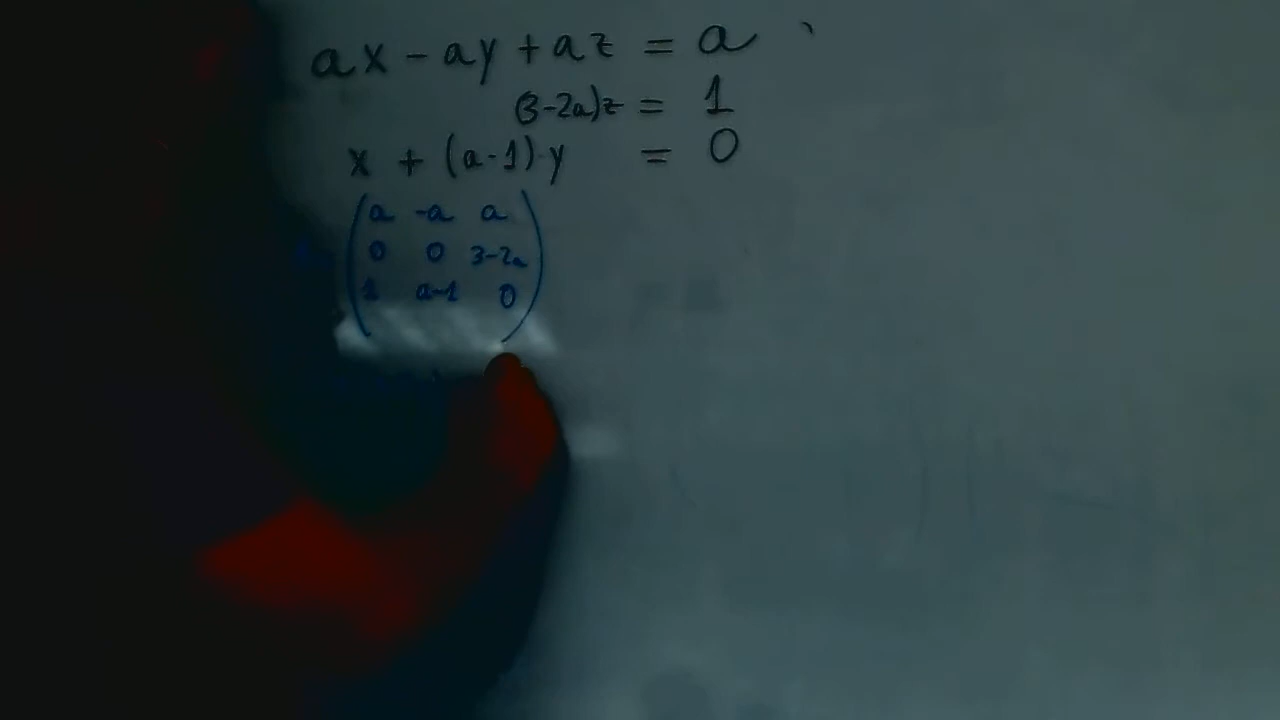 ax - ay + az = a
(3-2a)z = 1
x + (a-1)·y = 0
a -a a
0 0 3-2a
1 a-1 0